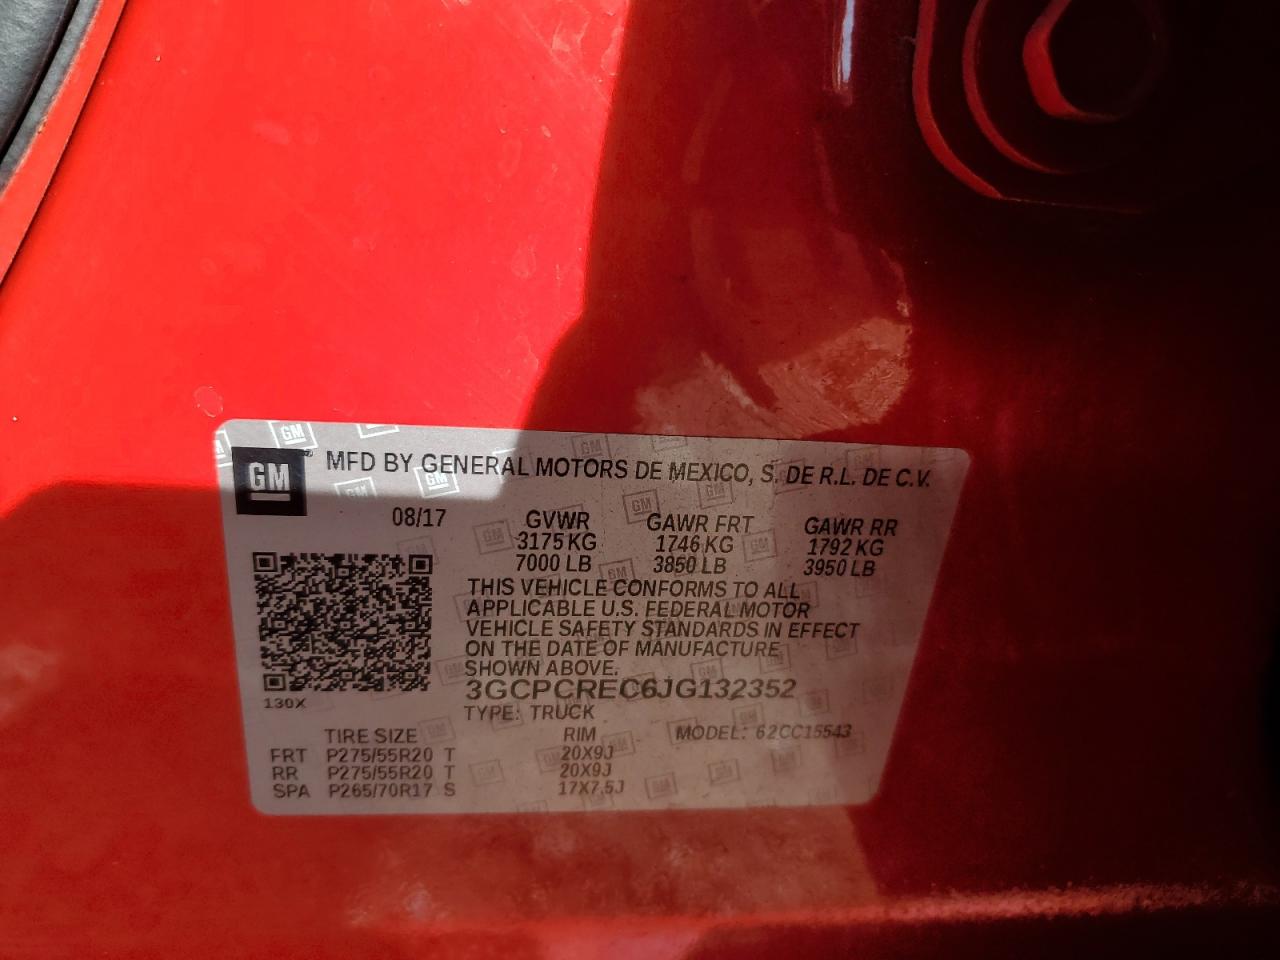 GM MFD BY GENERAL MOTORS DE MEXICO, S. DE R.L. DE C.V.
08/17 GVWR GAWR FRT GAWR RR
3175 KG 1746 KG 1792 KG
7000 LB 3850 LB 3950 LB
THIS VEHICLE CONFORMS TO ALL
APPLICABLE U.S. FEDERAL MOTOR
VEHICLE SAFETY STANDARDS IN EFFECT
ON THE DATE OF MANUFACTURE
SHOWN ABOVE.
3GCPCREC6JG132352
130X
TYPE: TRUCK
TIRE SIZE RIM MODEL: 62CC15543
FRT P275/55R20 T 20X9J
RR P275/55R20 T 20X9J
SPA P265/70R17 S 17X7.5J